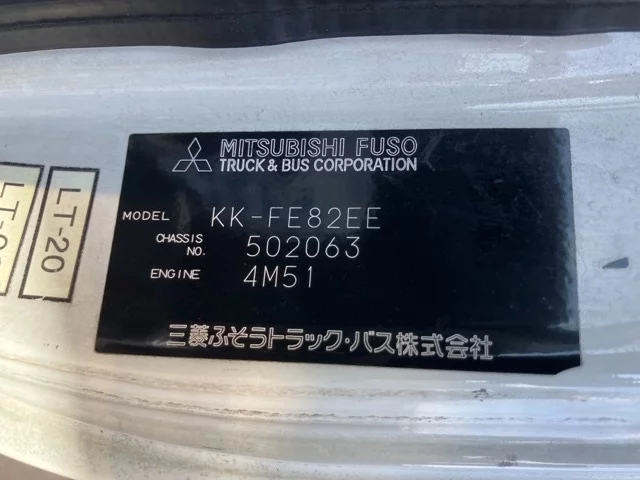 MITSUBISHI FUSO
TRUCK & BUS CORPORATION
MODEL KK-FE82EE
CHASSIS NO. 502063
ENGINE 4M51
三菱ふそうトラック・バス株式会社
LT-20